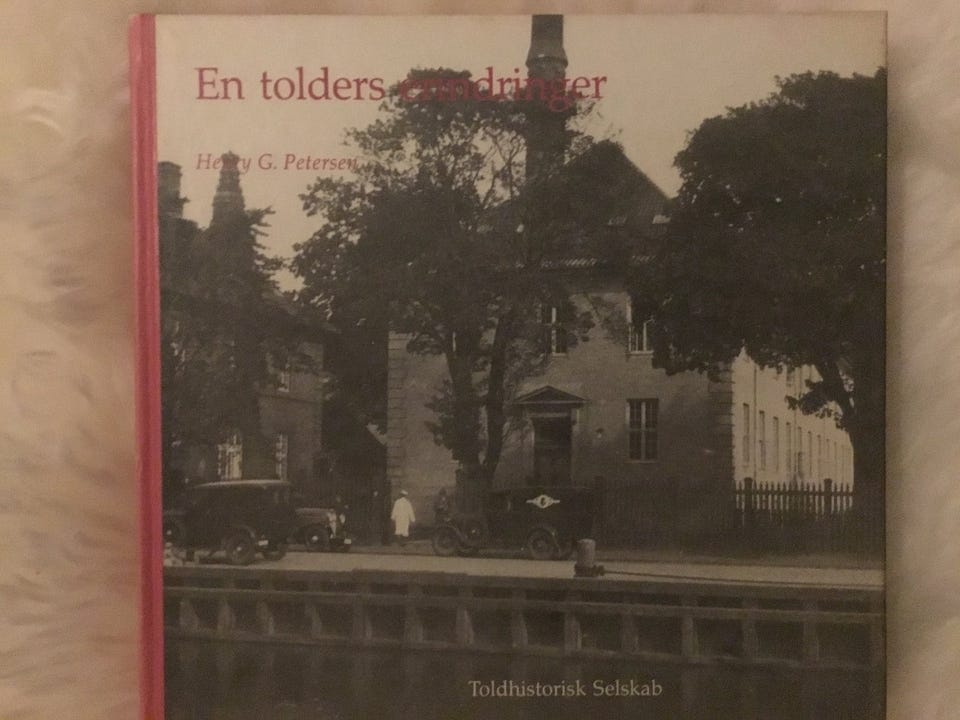 En tolders erindringer
Henry G. Petersen
Toldhistorisk Selskab